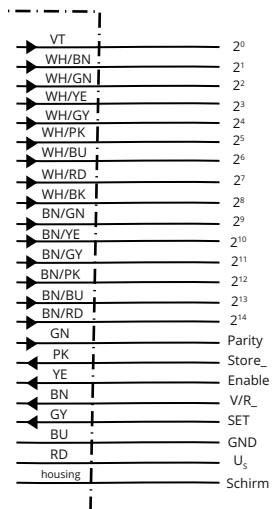 VT 2⁰
WH/BN 2¹
WH/GN 2²
WH/YE 2³
WH/GY 2⁴
WH/PK 2⁵
WH/BU 2⁶
WH/RD 2⁷
WH/BK 2⁸
BN/GN 2⁹
BN/YE 2¹⁰
BN/GY 2¹¹
BN/PK 2¹²
BN/BU 2¹³
BN/RD 2¹⁴
GN Parity
PK Store_
YE Enable
BN V/R_
GY SET
BU GND
RD Uₛ
housing Schirm